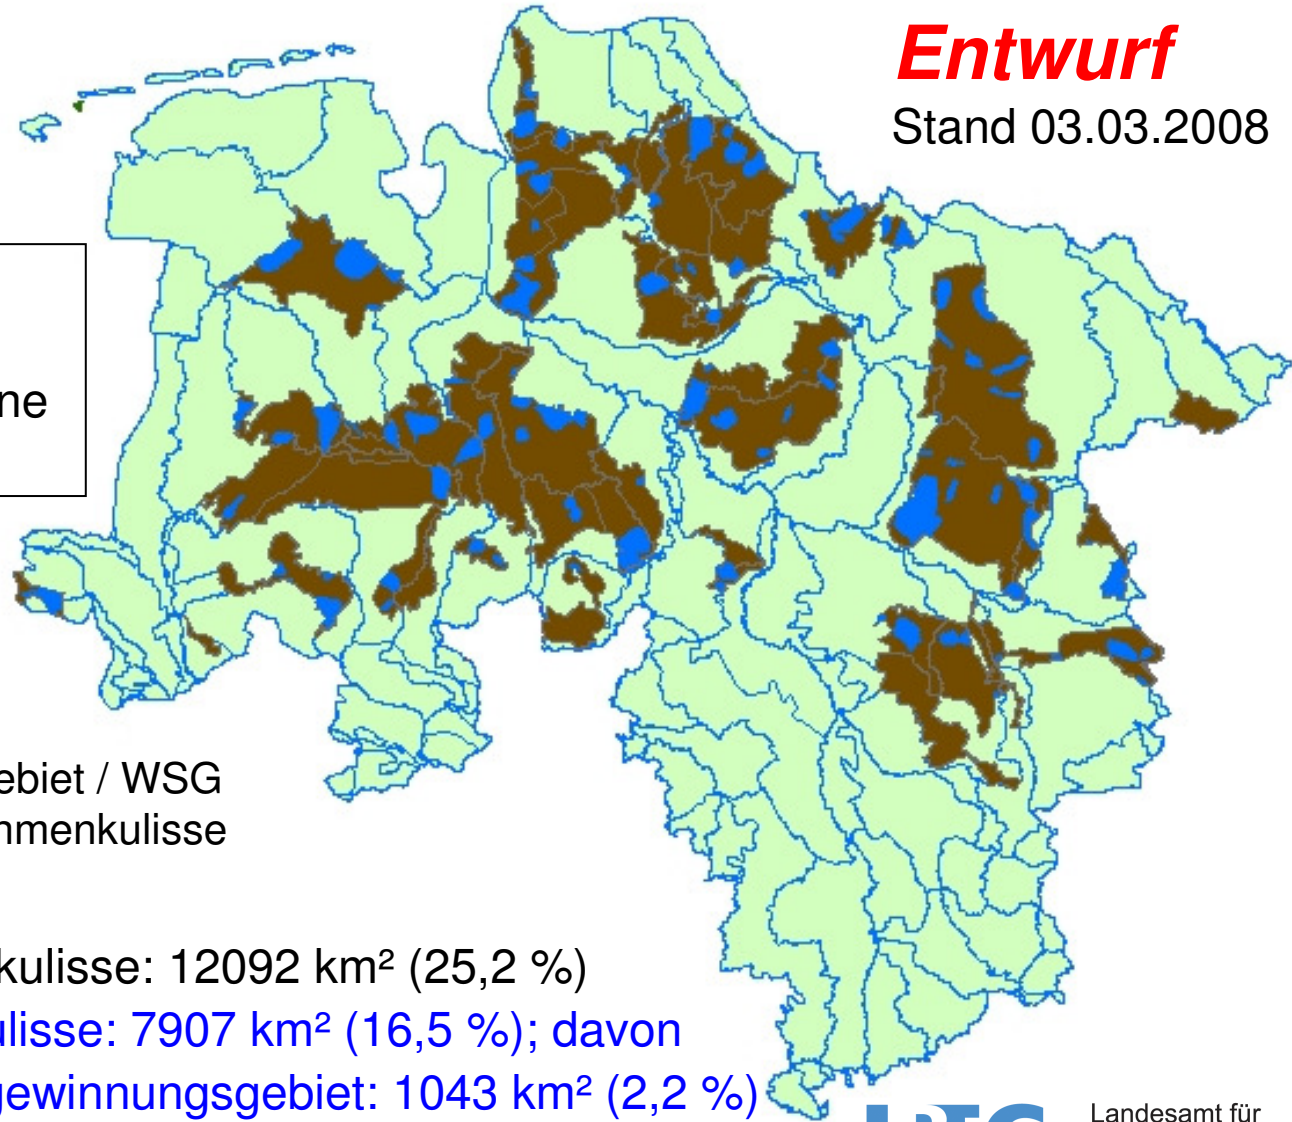 Entwurf
Stand 03.03.2008
ne
ebiet / WSG
hmenkulisse
kulisse: 12092 km² (25,2 %)
ulisse: 7907 km² (16,5 %); davon
gewinnungsgebiet: 1043 km² (2,2 %)
Landesamt für